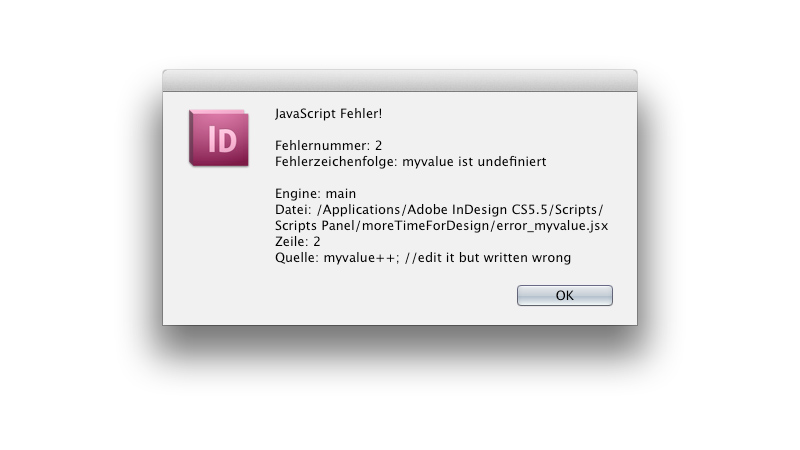 ID
JavaScript Fehler!
Fehlernummer: 2
Fehlerzeichenfolge: myvalue ist undefiniert
Engine: main
Datei: /Applications/Adobe InDesign CS5.5/Scripts/
Scripts Panel/moreTimeForDesign/error_myvalue.jsx
Zeile: 2
Quelle: myvalue++; //edit it but written wrong
OK